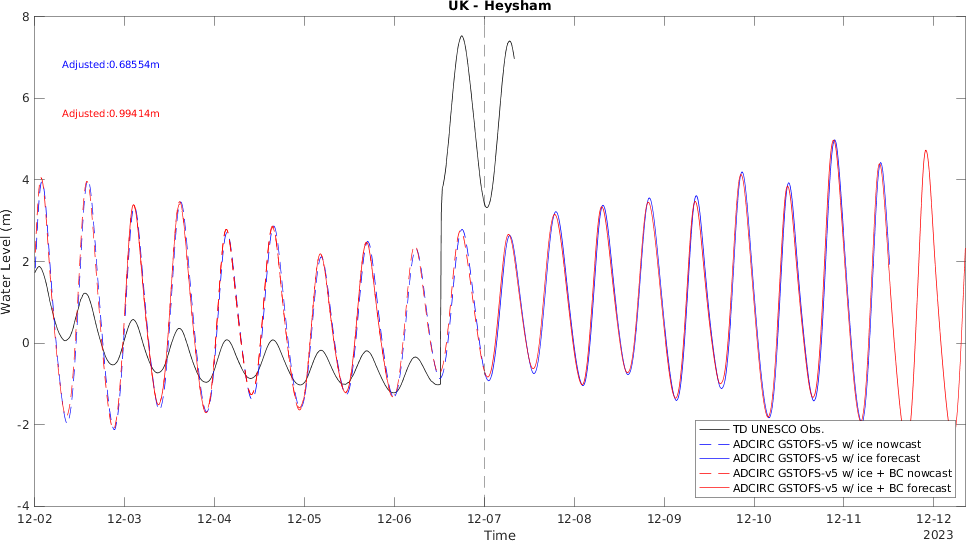 UK - Heysham
8
6
4
2
0
-2
-4
Water Level (m)
Adjusted:0.68554m
Adjusted:0.99414m
TD UNESCO Obs.
ADCIRC GSTOFS-v5 w/ ice nowcast
ADCIRC GSTOFS-v5 w/ ice forecast
ADCIRC GSTOFS-v5 w/ ice + BC nowcast
ADCIRC GSTOFS-v5 w/ ice + BC forecast
12-02 12-03 12-04 12-05 12-06 12-07 12-08 12-09 12-10 12-11 12-12
Time
2023